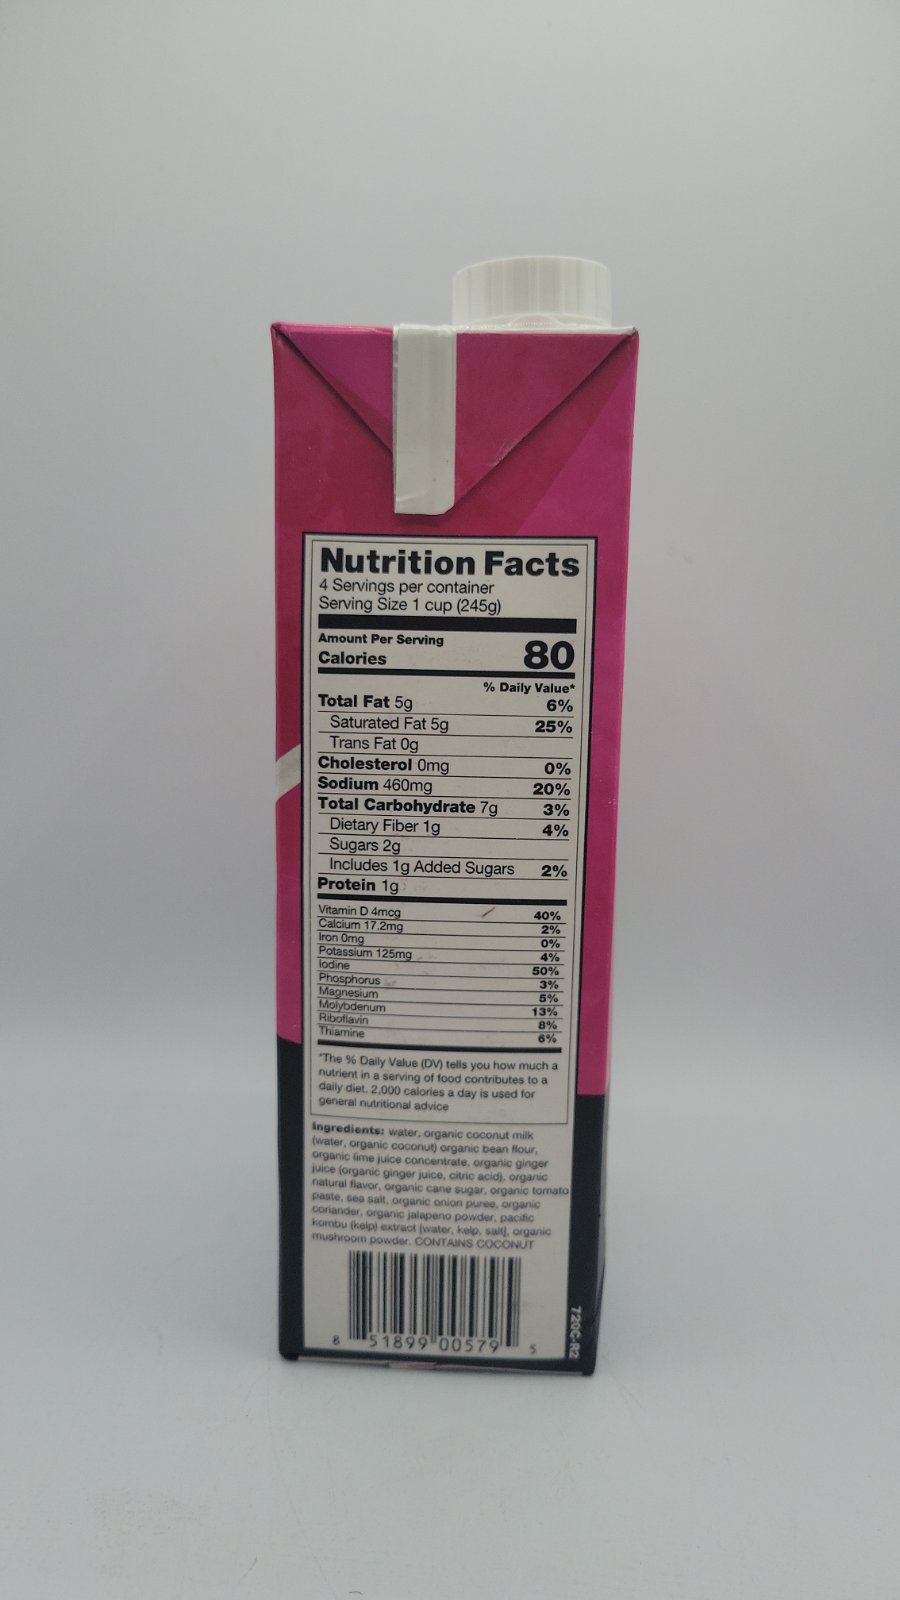 Nutrition Facts
4 Servings per container
Serving Size 1 cup (245g)
Amount Per Serving
Calories 80
% Daily Value*
Total Fat 5g 6%
Saturated Fat 5g 25%
Trans Fat 0g
Cholesterol 0mg 0%
Sodium 460mg 20%
Total Carbohydrate 7g 3%
Dietary Fiber 1g 4%
Sugars 2g
Includes 1g Added Sugars 2%
Protein 1g
Vitamin D 4mcg 40%
Calcium 17.2mg 2%
Iron 0mg 0%
Potassium 125mg 4%
Iodine 50%
Phosphorus 3%
Magnesium 5%
Molybdenum 13%
Riboflavin 8%
Thiamine 6%
*The % Daily Value (DV) tells you how much a
nutrient in a serving of food contributes to a
daily diet. 2,000 calories a day is used for
general nutritional advice
Ingredients: water, organic coconut milk
(water, organic coconut) organic bean flour,
organic lime juice concentrate, organic ginger
juice (organic ginger juice, citric acid), organic
natural flavor, organic cane sugar, organic tomato
paste, sea salt, organic onion puree, organic
coriander, organic jalapeno powder, pacific
kombu (kelp) extract [water, kelp, salt], organic
mushroom powder. CONTAINS COCONUT
8 51899 00579 5
720C-R2